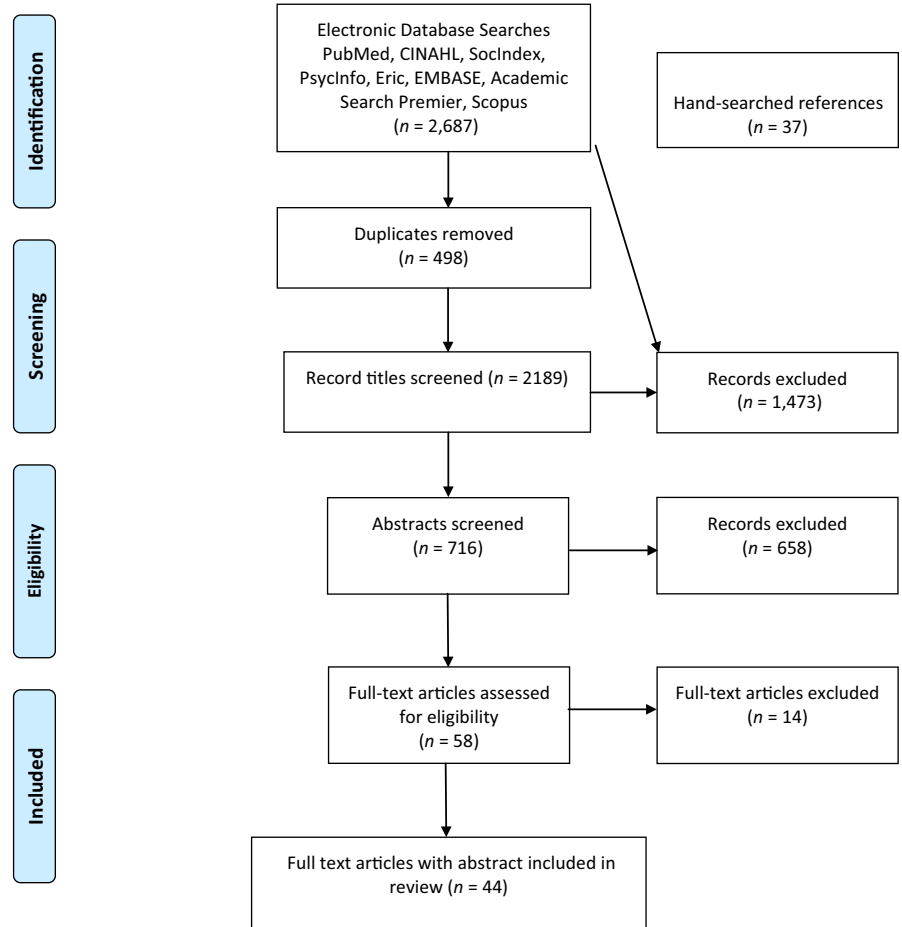 Identification
Electronic Database Searches
PubMed, CINAHL, SocIndex,
PsycInfo, Eric, EMBASE, Academic
Search Premier, Scopus
(n = 2,687)
Hand-searched references
(n = 37)
Duplicates removed
(n = 498)
Screening
Record titles screened (n = 2189)
Records excluded
(n = 1,473)
Eligibility
Abstracts screened
(n = 716)
Records excluded
(n = 658)
Full-text articles assessed
for eligibility
(n = 58)
Full-text articles excluded
(n = 14)
Included
Full text articles with abstract included in
review (n = 44)